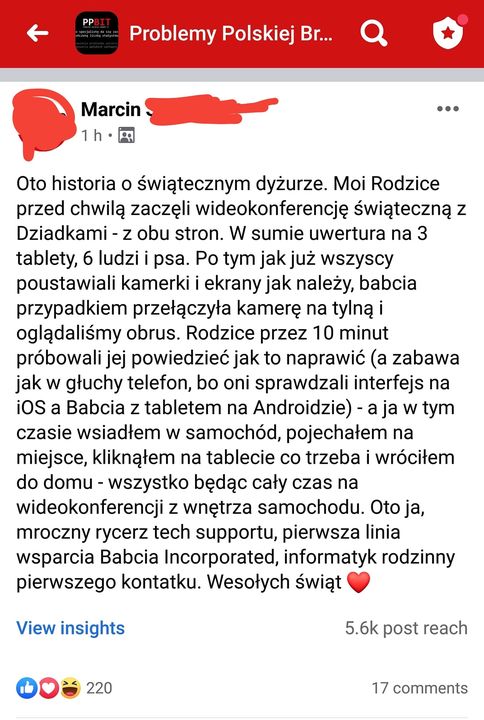 PPBIT
Problemy Polskiej Br...
Marcin
1 h •
Oto historia o świątecznym dyżurze. Moi Rodzice
przed chwilą zaczęli wideokonferencję świąteczną z
Dziadkami - z obu stron. W sumie uwertura na 3
tablety, 6 ludzi i psa. Po tym jak już wszyscy
poustawiali kamerki i ekrany jak należy, babcia
przypadkiem przełączyła kamerę na tylną i
oglądaliśmy obrus. Rodzice przez 10 minut
próbowali jej powiedzieć jak to naprawić (a zabawa
jak w głuchy telefon, bo oni sprawdzali interfejs na
iOS a Babcia z tabletem na Androidzie) - a ja w tym
czasie wsiadłem w samochód, pojechałem na
miejsce, kliknąłem na tablecie co trzeba i wróciłem
do domu - wszystko będąc cały czas na
wideokonferencji z wnętrza samochodu. Oto ja,
mroczny rycerz tech supportu, pierwsza linia
wsparcia Babcia Incorporated, informatyk rodzinny
pierwszego kontaktu. Wesołych świąt ❤️
View insights 5.6k post reach
220 17 comments